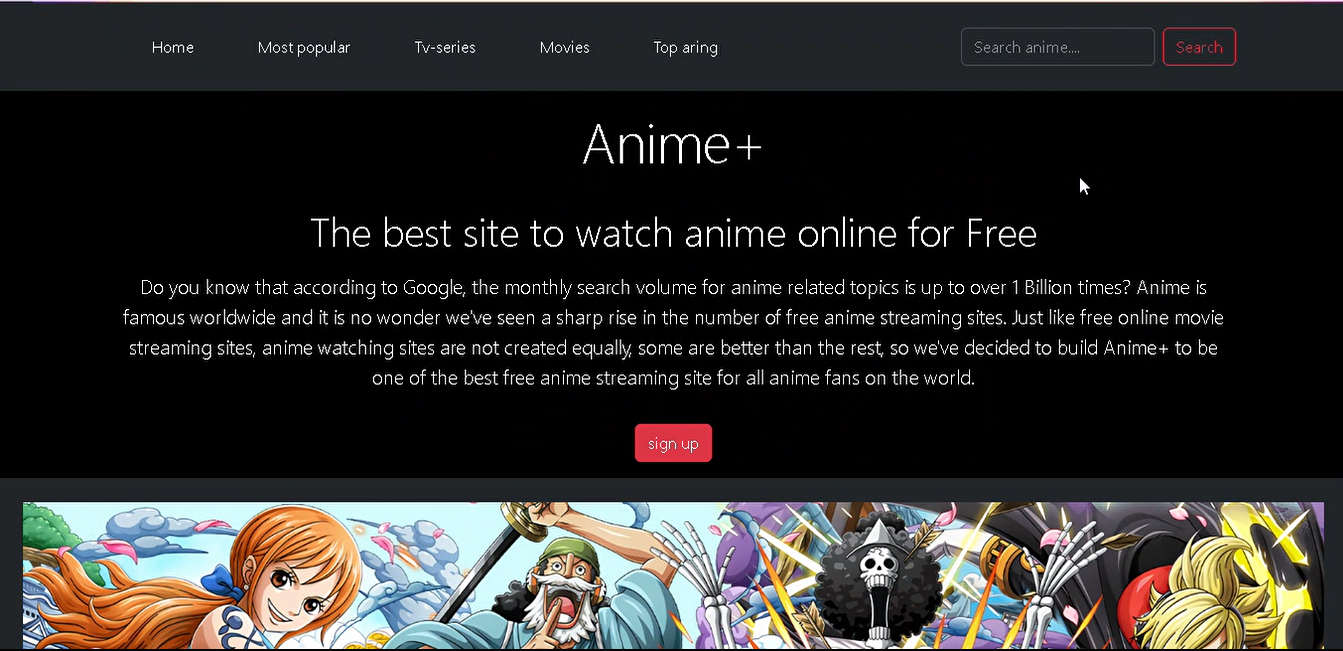 Home Most popular Tv-series Movies Top aring Search anime.... Search
Anime+
The best site to watch anime online for Free
Do you know that according to Google, the monthly search volume for anime related topics is up to over 1 Billion times? Anime is
famous worldwide and it is no wonder we've seen a sharp rise in the number of free anime streaming sites. Just like free online movie
streaming sites, anime watching sites are not created equally, some are better than the rest, so we've decided to build Anime+ to be
one of the best free anime streaming site for all anime fans on the world.
sign up